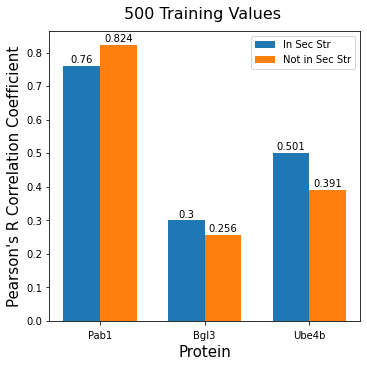 500 Training Values
In Sec Str
Not in Sec Str
Pearson's R Correlation Coefficient
0.8
0.7
0.6
0.5
0.4
0.3
0.2
0.1
0.0
0.76
0.824
0.3
0.256
0.501
0.391
Pab1
Bgl3
Ube4b
Protein